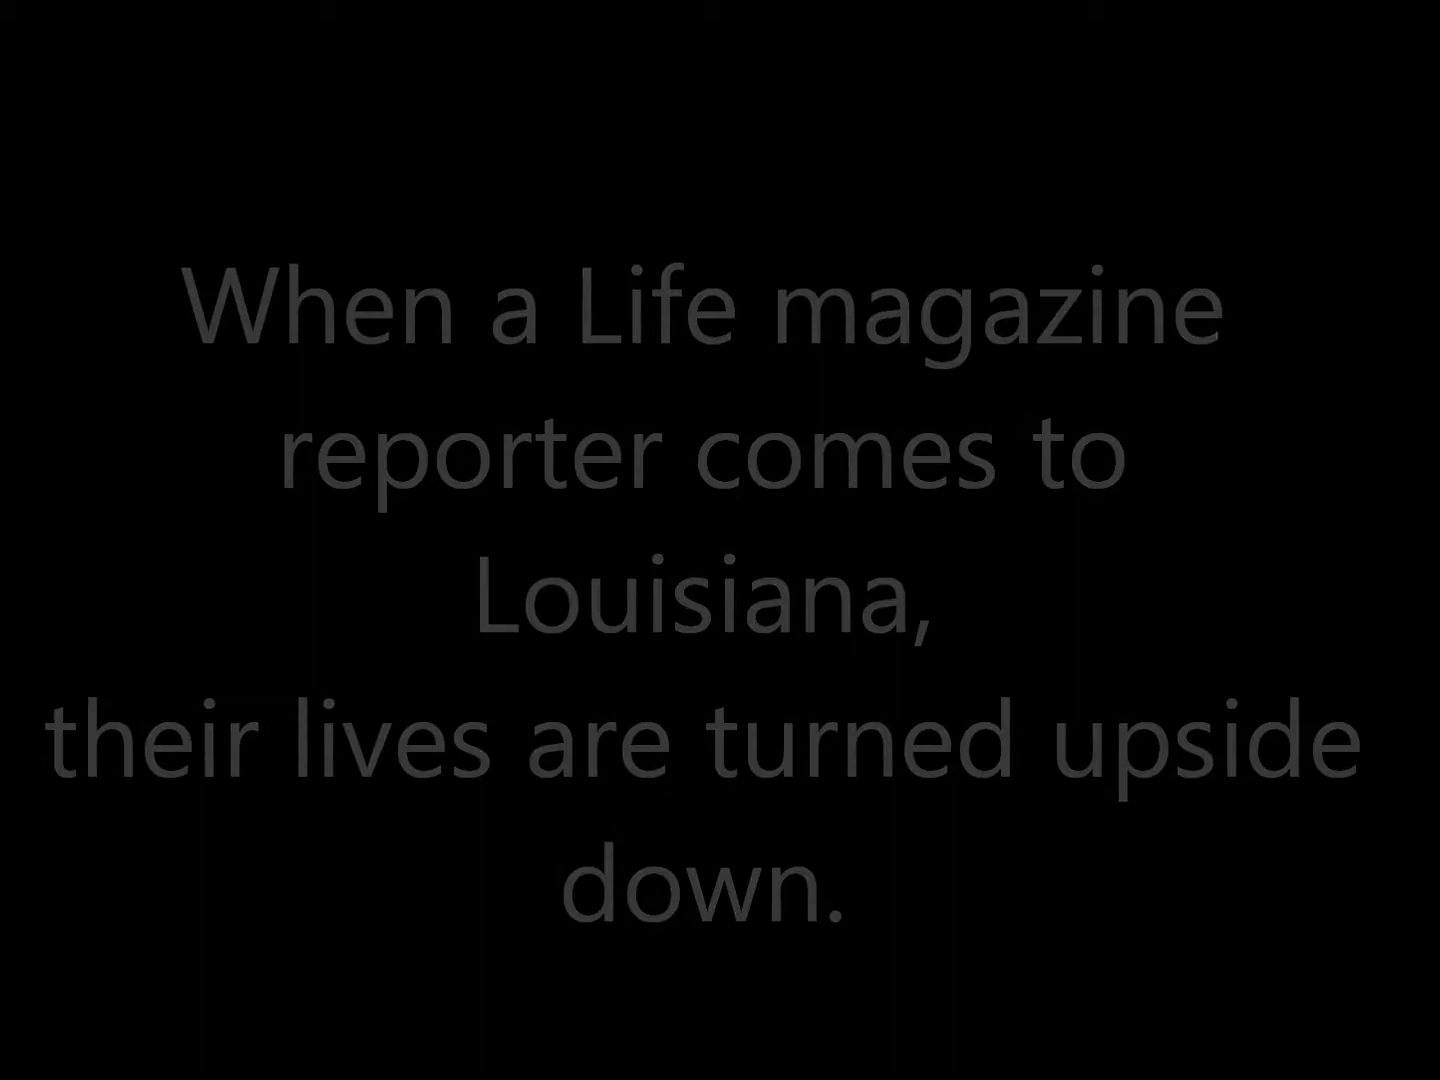 When a Life magazine
reporter comes to
Louisiana,
their lives are turned upside
down.